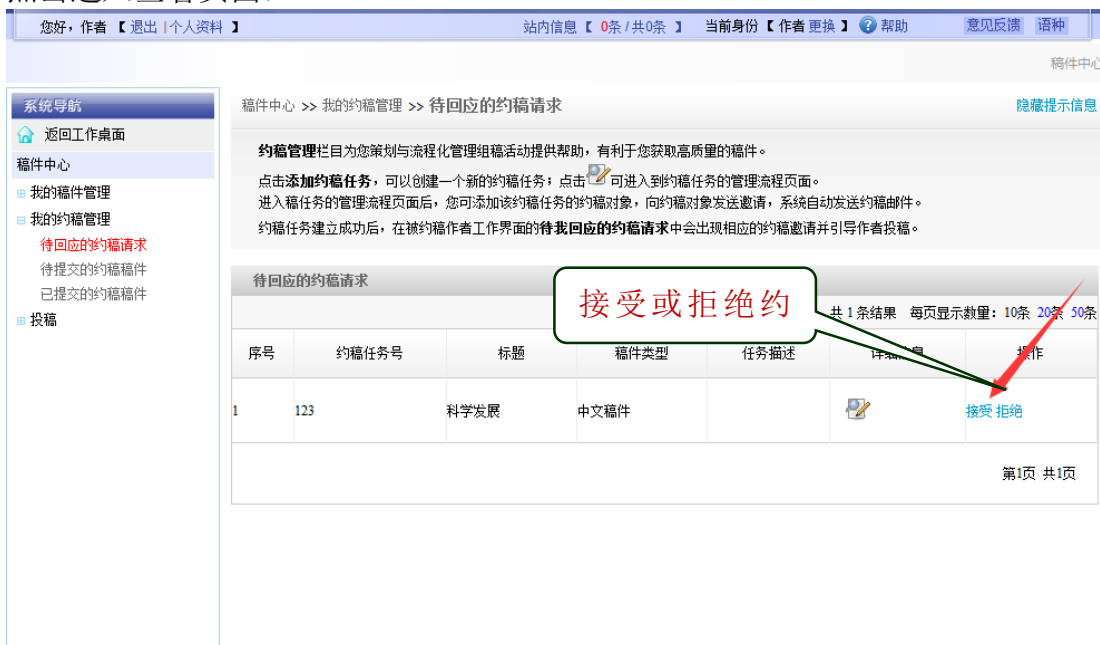 您好，作者 【 退出 | 个人资料 】 站内信息【 0条 / 共0条 】 当前身份【 作者 更换 】 帮助 意见反馈 语种
稿件中心
系统导航
返回工作桌面
稿件中心
我的稿件管理
我的约稿管理
待回应的约稿请求
待提交的约稿稿件
已提交的约稿稿件
投稿
稿件中心 >> 我的约稿管理 >> 待回应的约稿请求 隐藏提示信息
约稿管理栏目为您策划与流程化管理组稿活动提供帮助，有利于您获取高质量的稿件。
点击添加约稿任务，可以创建一个新的约稿任务；点击 可进入到约稿任务的管理流程页面。
进入稿任务的管理流程页面后，您可添加该约稿任务的约稿对象，向约稿对象发送邀请，系统自动发送约稿邮件。
约稿任务建立成功后，在被约稿作者工作界面的待我回应的约稿请求中会出现相应的约稿邀请并引导作者投稿。
待回应的约稿请求
接受或拒绝约
共 1 条结果 每页显示数量：10条 20条 50条
序号 约稿任务号 标题 稿件类型 任务描述 详细信息 操作
1 123 科学发展 中文稿件 接受 拒绝
第1页 共1页